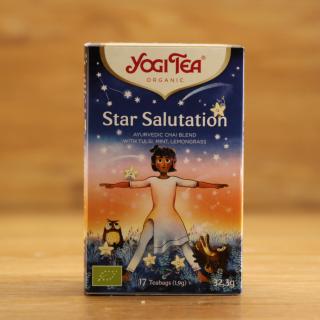 YOGI TEA®
ORGANIC
Star Salutation
AYURVEDIC CHAI BLEND
WITH TULSI, MINT, LEMONGRASS
17 Teabags (1,9g)
32,3g